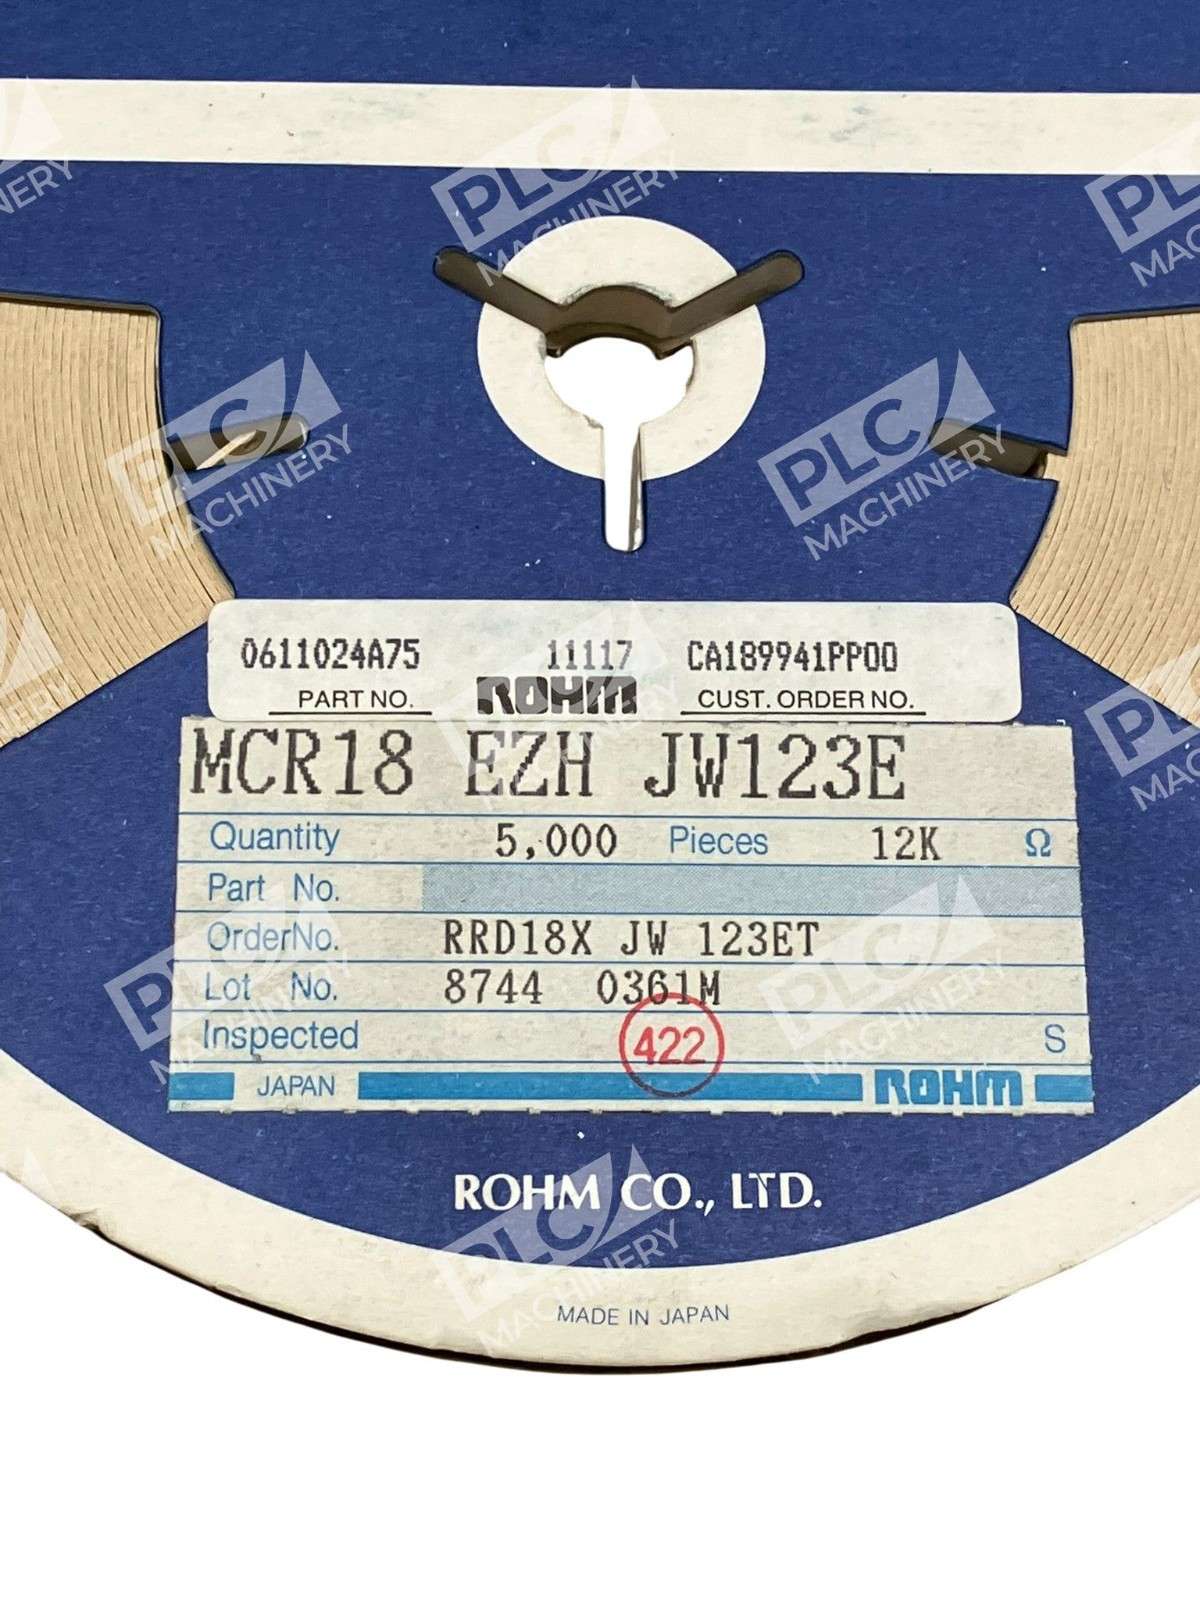 PLC MACHINERY
0611024A75 11117 CA189941PP00
PART NO. ROHM CUST. ORDER NO.
MCR18 EZH JW123E
Quantity 5,000 Pieces 12K Ω
Part No.
OrderNo. RRD18X JW 123ET
Lot No. 8744 0361M
Inspected 422 S
JAPAN ROHM
ROHM CO., LTD.
MADE IN JAPAN